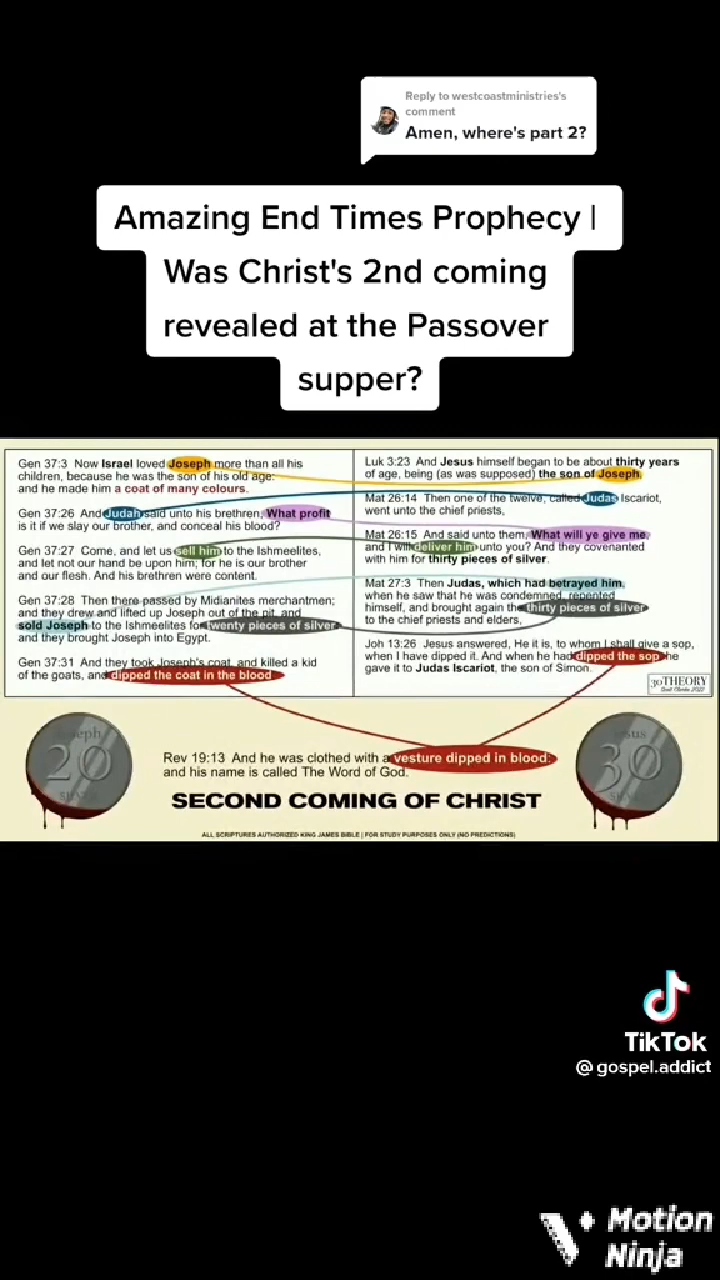 Reply to westcoastministries's
comment
Amen, where's part 2?
Amazing End Times Prophecy |
Was Christ's 2nd coming
revealed at the Passover
supper?
Gen 37:3 Now Israel loved Joseph more than all his
children, because he was the son of his old age:
and he made him a coat of many colours.
Gen 37:26 And Judah said unto his brethren, What profit
is it if we slay our brother, and conceal his blood?
Gen 37:27 Come, and let us sell him to the Ishmeelites,
and let not our hand be upon him; for he is our brother
and our flesh. And his brethren were content.
Gen 37:28 Then there passed by Midianites merchantmen;
and they drew and lifted up Joseph out of the pit, and
sold Joseph to the Ishmeelites for twenty pieces of silver:
and they brought Joseph into Egypt.
Gen 37:31 And they took Joseph's coat, and killed a kid
of the goats, and dipped the coat in the blood
Luk 3:23 And Jesus himself began to be about thirty years
of age, being (as was supposed) the son of Joseph,
Mat 26:14 Then one of the twelve, called Judas Iscariot,
went unto the chief priests,
Mat 26:15 And said unto them, What will ye give me,
and I will deliver him unto you? And they covenanted
with him for thirty pieces of silver.
Mat 27:3 Then Judas, which had betrayed him,
when he saw that he was condemned, repented
himself, and brought again the thirty pieces of silver
to the chief priests and elders,
Joh 13:26 Jesus answered, He it is, to whom I shall give a sop,
when I have dipped it. And when he had dipped the sop he
gave it to Judas Iscariot, the son of Simon.
30THEORY
Joseph
20
Rev 19:13 And he was clothed with a vesture dipped in blood:
and his name is called The Word of God.
SECOND COMING OF CHRIST
Jesus
30
ALL SCRIPTURES AUTHORIZED KING JAMES BIBLE | FOR STUDY PURPOSES ONLY (NO PREDICTIONS)
TikTok
@gospel.addict
Motion
Ninja